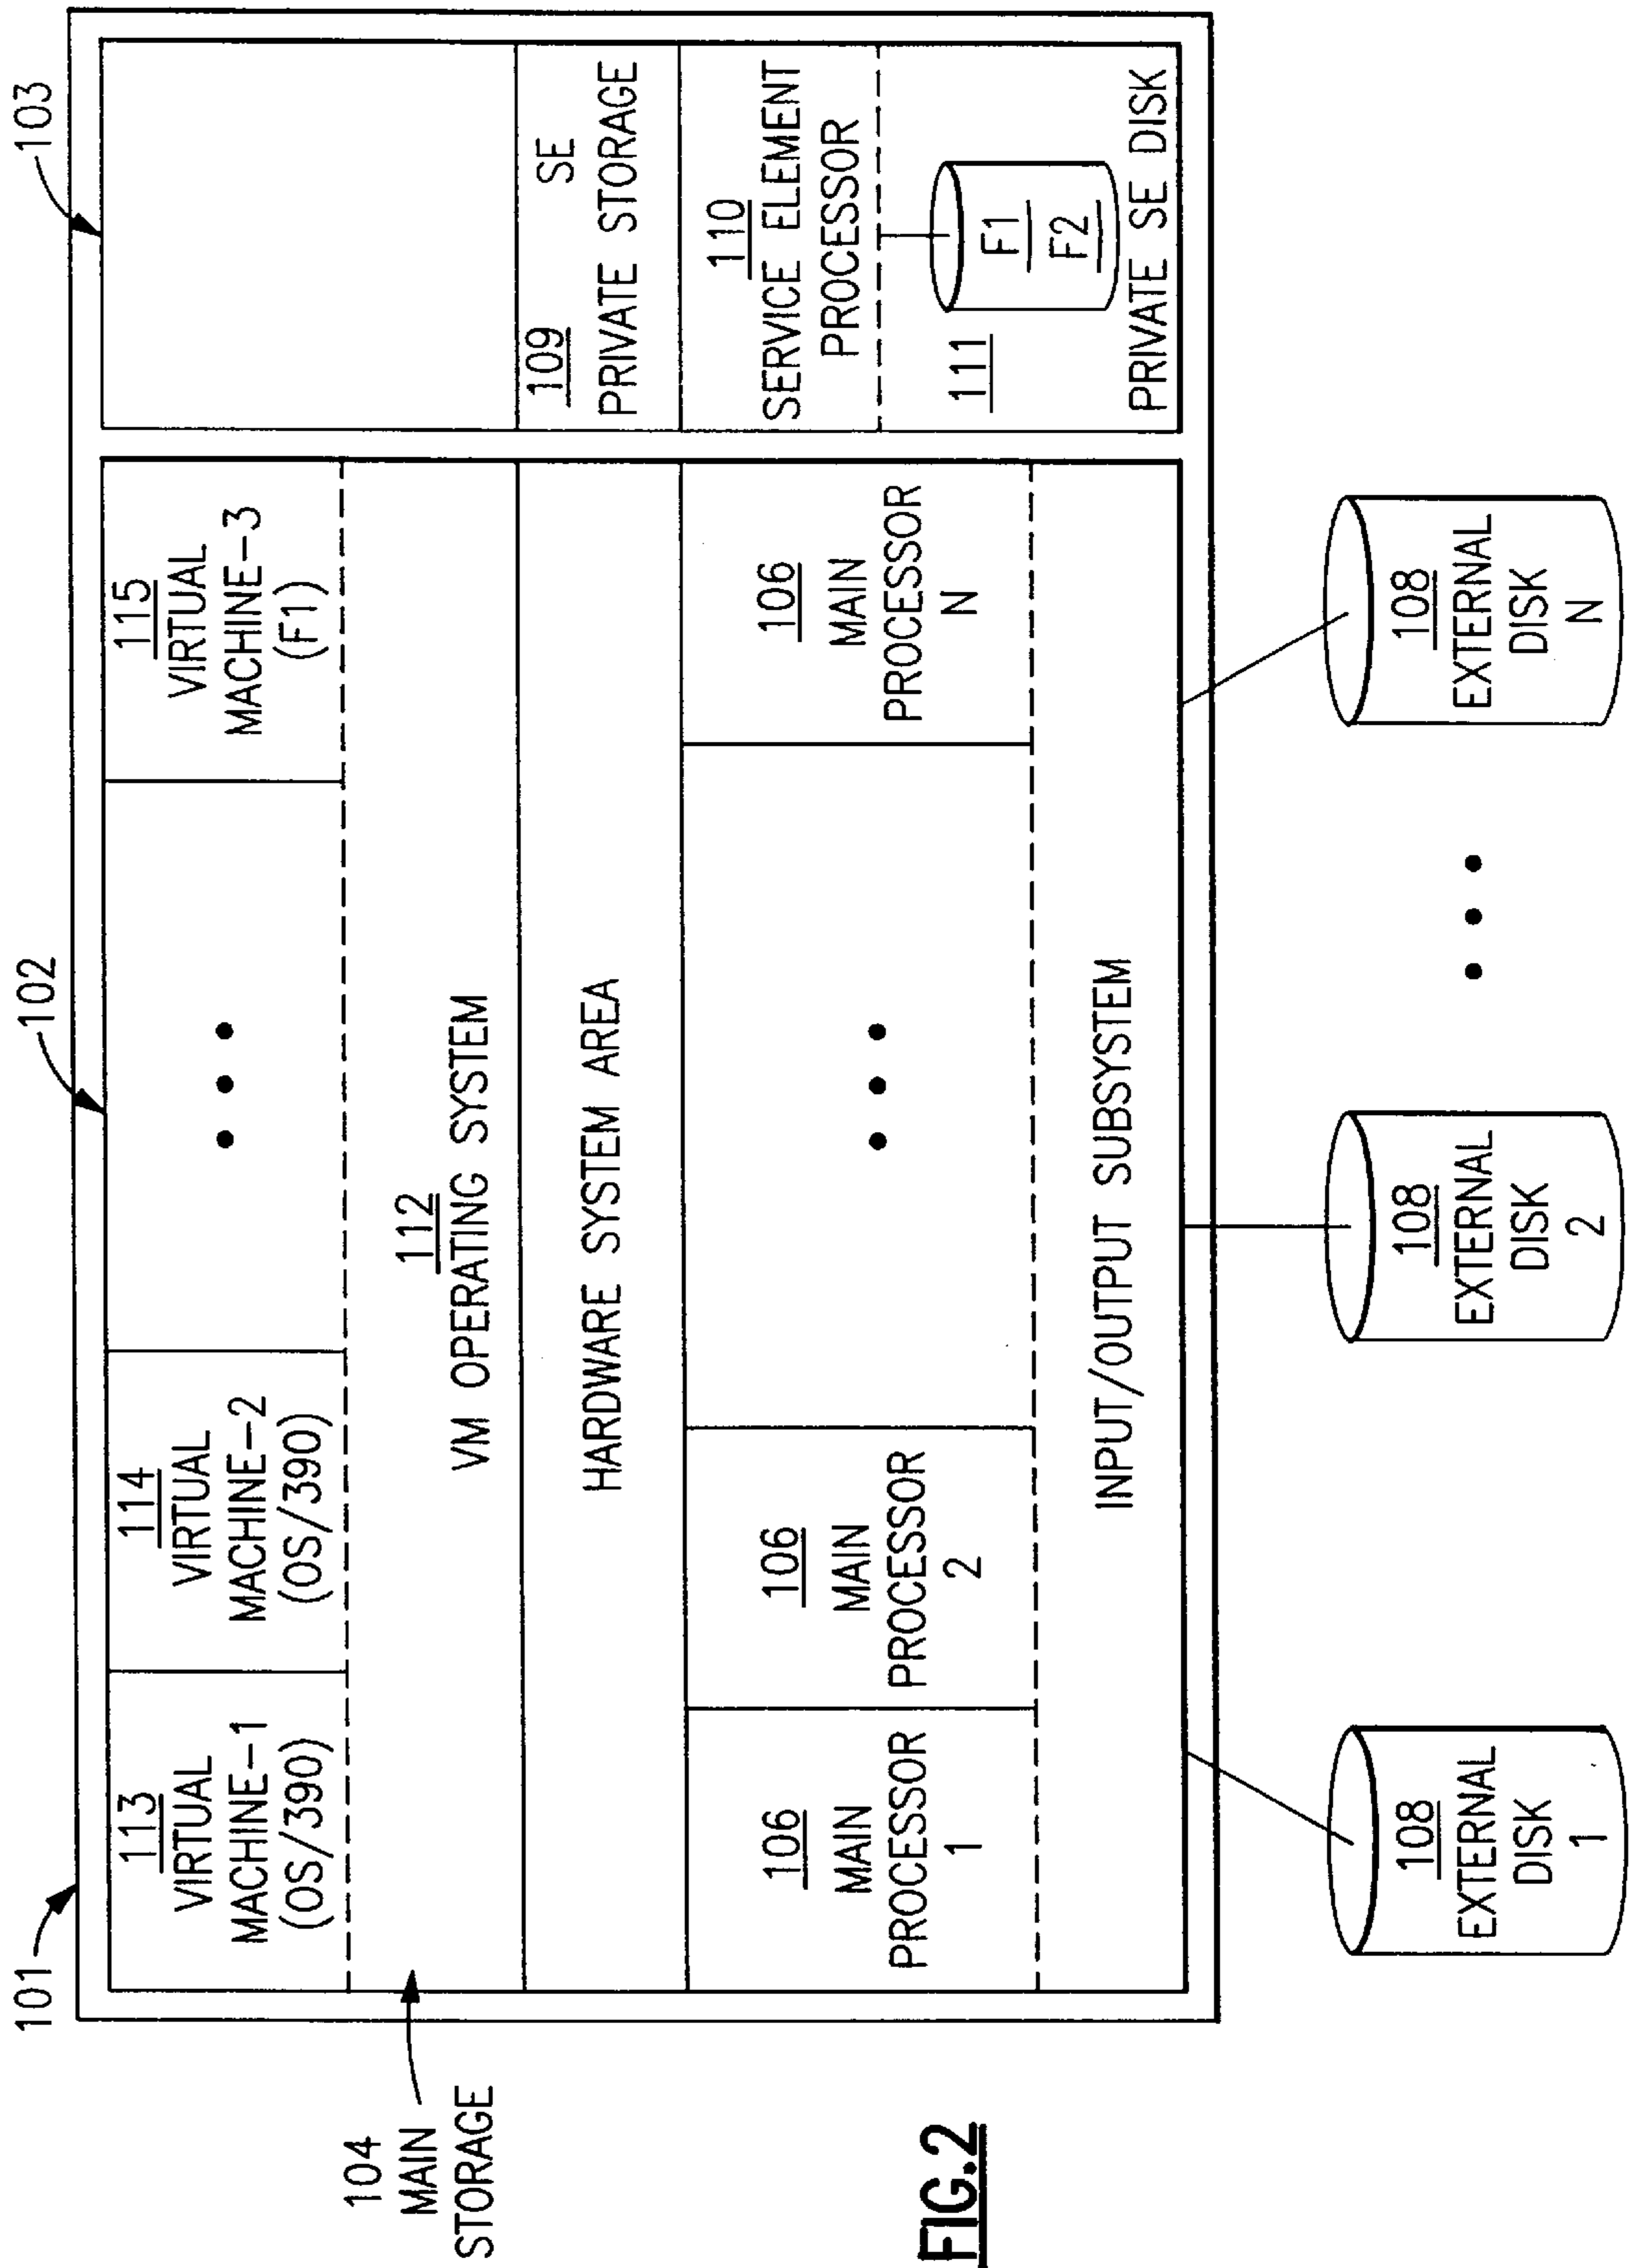 101
102
103
113
VIRTUAL
MACHINE-1
(OS/390)
114
VIRTUAL
MACHINE-2
(OS/390)
115
VIRTUAL
MACHINE-3
(F1)
104
MAIN
STORAGE
112
VM OPERATING SYSTEM
HARDWARE SYSTEM AREA
109
SE
PRIVATE STORAGE
106
MAIN
PROCESSOR
1
106
MAIN
PROCESSOR
2
106
MAIN
PROCESSOR
N
110
SERVICE ELEMENT
PROCESSOR
111
F1
F2
PRIVATE SE DISK
INPUT/OUTPUT SUBSYSTEM
108
EXTERNAL
DISK
1
108
EXTERNAL
DISK
2
108
EXTERNAL
DISK
N
FIG.2